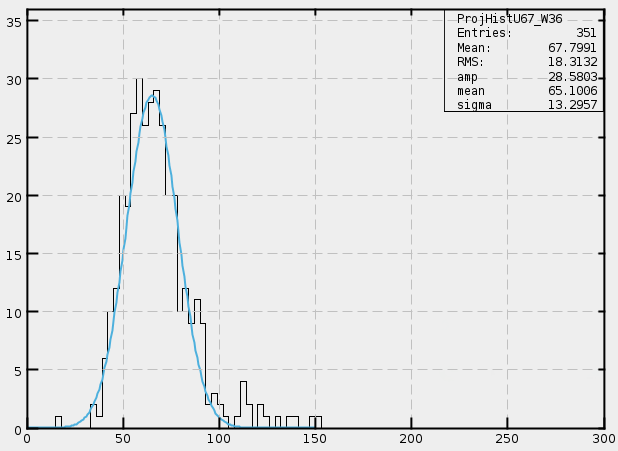 ProjHistU67_W36
Entries: 351
Mean: 67.7991
RMS: 18.3132
amp 28.5803
mean 65.1006
sigma 13.2957
35
30
25
20
15
10
5
0
0 50 100 150 200 250 300